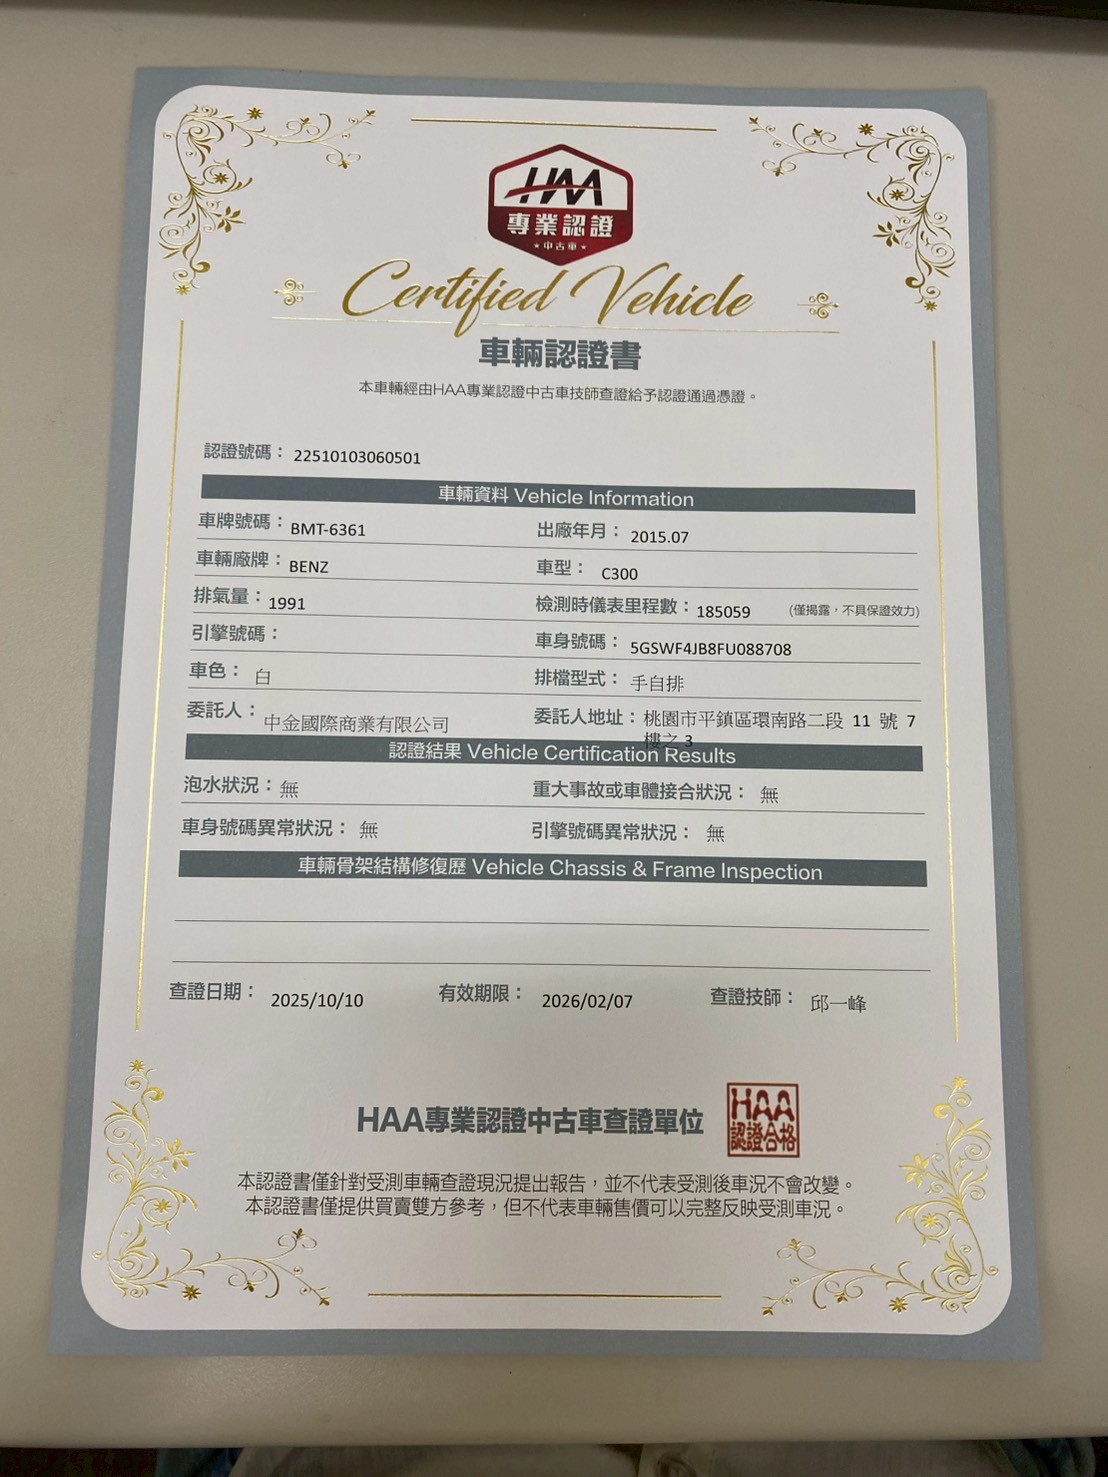 HAA
專業認證
★中古車★
Certified Vehicle
車輛認證書
本車輛經由HAA專業認證中古車技師查證給予認證通過憑證。
認證號碼： 22510103060501
車輛資料 Vehicle Information
車牌號碼： BMT-6361 出廠年月： 2015.07
車輛廠牌： BENZ 車型： C300
排氣量： 1991 檢測時儀表里程數： 185059 (僅揭露，不具保證效力)
引擎號碼： 車身號碼： 5GSWF4JB8FU088708
車色： 白 排檔型式： 手自排
委託人： 中金國際商業有限公司 委託人地址： 桃園市平鎮區環南路二段 11 號 7
樓之 3
認證結果 Vehicle Certification Results
泡水狀況： 無 重大事故或車體接合狀況： 無
車身號碼異常狀況： 無 引擎號碼異常狀況： 無
車輛骨架結構修復歷 Vehicle Chassis & Frame Inspection
查證日期： 2025/10/10 有效期限： 2026/02/07 查證技師： 邱一峰
HAA專業認證中古車查證單位
HAA
認證合格
本認證書僅針對受測車輛查證現況提出報告，並不代表受測後車況不會改變。
本認證書僅提供買賣雙方參考，但不代表車輛售價可以完整反映受測車況。